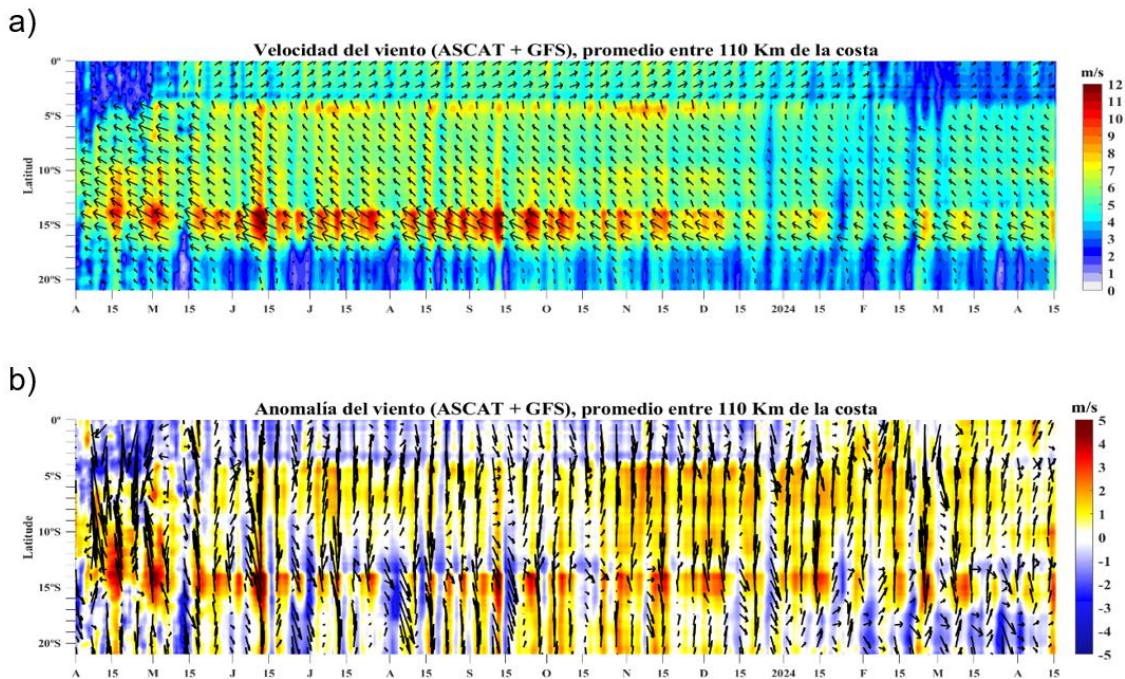 a)
Velocidad del viento (ASCAT + GFS), promedio entre 110 Km de la costa
m/s
0°
5°S
10°S
15°S
20°S
Latitud
12
11
10
9
8
7
6
5
4
3
2
1
0
A 15 M 15 J 15 J 15 A 15 S 15 O 15 N 15 D 15 2024 15 F 15 M 15 A 15
b)
Anomalía del viento (ASCAT + GFS), promedio entre 110 Km de la costa
m/s
0°
5°S
10°S
15°S
20°S
Latitude
5
4
3
2
1
0
-1
-2
-3
-4
-5
A 15 M 15 J 15 J 15 A 15 S 15 O 15 N 15 D 15 2024 15 F 15 M 15 A 15